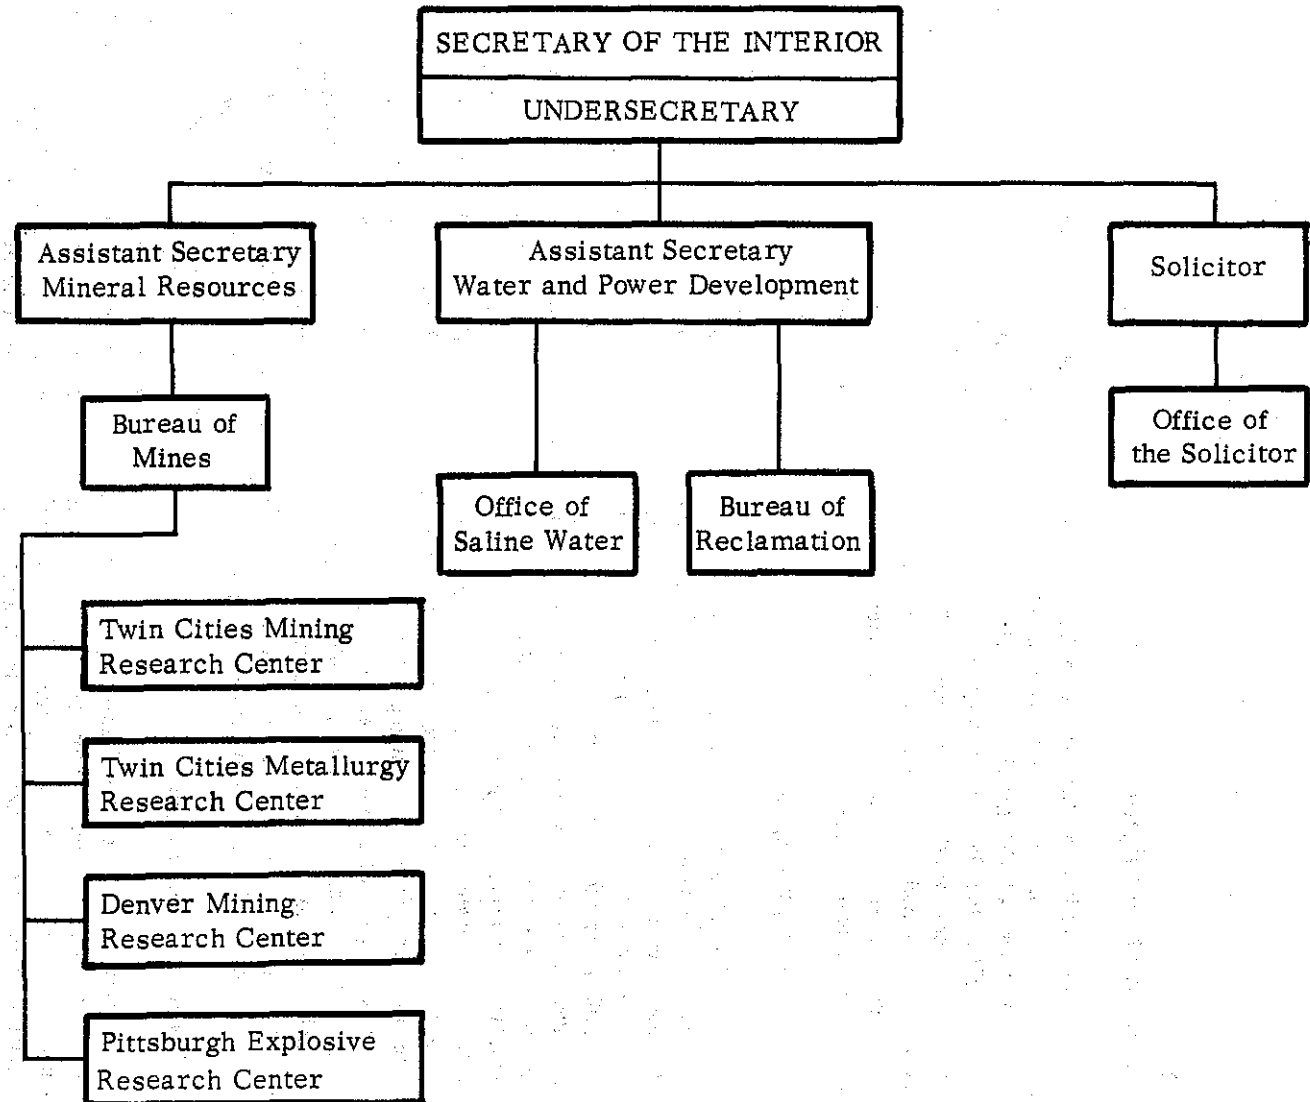 SECRETARY OF THE INTERIOR
UNDERSECRETARY
Assistant Secretary
Mineral Resources
Assistant Secretary
Water and Power Development
Solicitor
Bureau of
Mines
Office of
the Solicitor
Office of
Saline Water
Bureau of
Reclamation
Twin Cities Mining
Research Center
Twin Cities Metallurgy
Research Center
Denver Mining
Research Center
Pittsburgh Explosive
Research Center